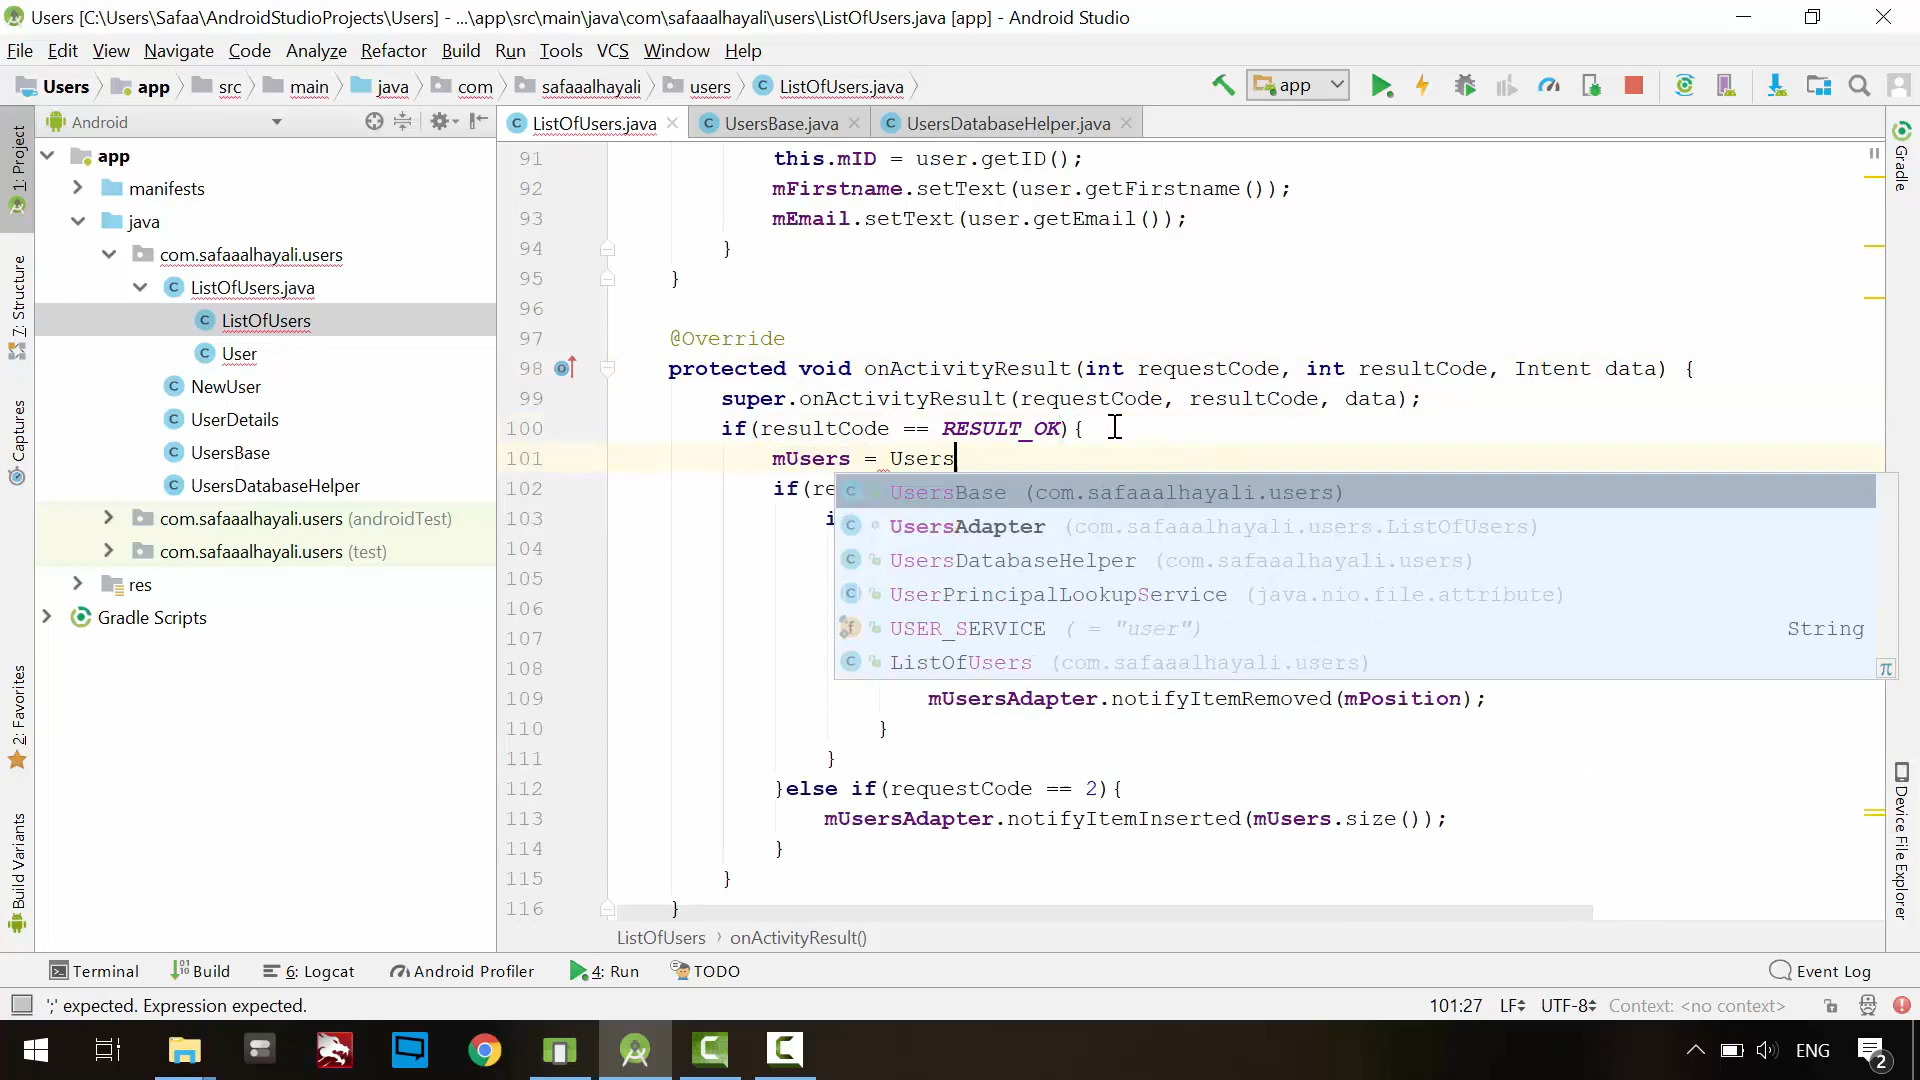 Users [C:\Users\Safaa\AndroidStudioProjects\Users] - ...\app\src\main\java\com\safaaalhayali\users\ListOfUsers.java [app] - Android Studio
File Edit View Navigate Code Analyze Refactor Build Run Tools VCS Window Help
Users app src main java com safaaalhayali users ListOfUsers.java app
Android ListOfUsers.java UsersBase.java UsersDatabaseHelper.java
1: Project
7: Structure
Captures
2: Favorites
Build Variants
app
manifests
java
com.safaaalhayali.users
ListOfUsers.java
ListOfUsers
User
NewUser
UserDetails
UsersBase
UsersDatabaseHelper
com.safaaalhayali.users (androidTest)
com.safaaalhayali.users (test)
res
Gradle Scripts
91 this.mID = user.getID();
92 mFirstname.setText(user.getFirstname());
93 mEmail.setText(user.getEmail());
94 }
95 }
96
97 @Override
98 protected void onActivityResult(int requestCode, int resultCode, Intent data) {
99 super.onActivityResult(requestCode, resultCode, data);
100 if(resultCode == RESULT_OK){
101 mUsers = Users
102 if(re
103 i
104
105
106
107
108
109 mUsersAdapter.notifyItemRemoved(mPosition);
110 }
111 }
112 }else if(requestCode == 2){
113 mUsersAdapter.notifyItemInserted(mUsers.size());
114 }
115 }
116 }
UsersBase (com.safaaalhayali.users)
UsersAdapter (com.safaaalhayali.users.ListOfUsers)
UsersDatabaseHelper (com.safaaalhayali.users)
UserPrincipalLookupService (java.nio.file.attribute)
USER_SERVICE ( = "user") String
ListOfUsers (com.safaaalhayali.users)
π
ListOfUsers › onActivityResult()
Gradle
Device File Explorer
Terminal Build 6: Logcat Android Profiler 4: Run TODO Event Log
';' expected. Expression expected. 101:27 LF UTF-8 Context: <no context>
ENG 2